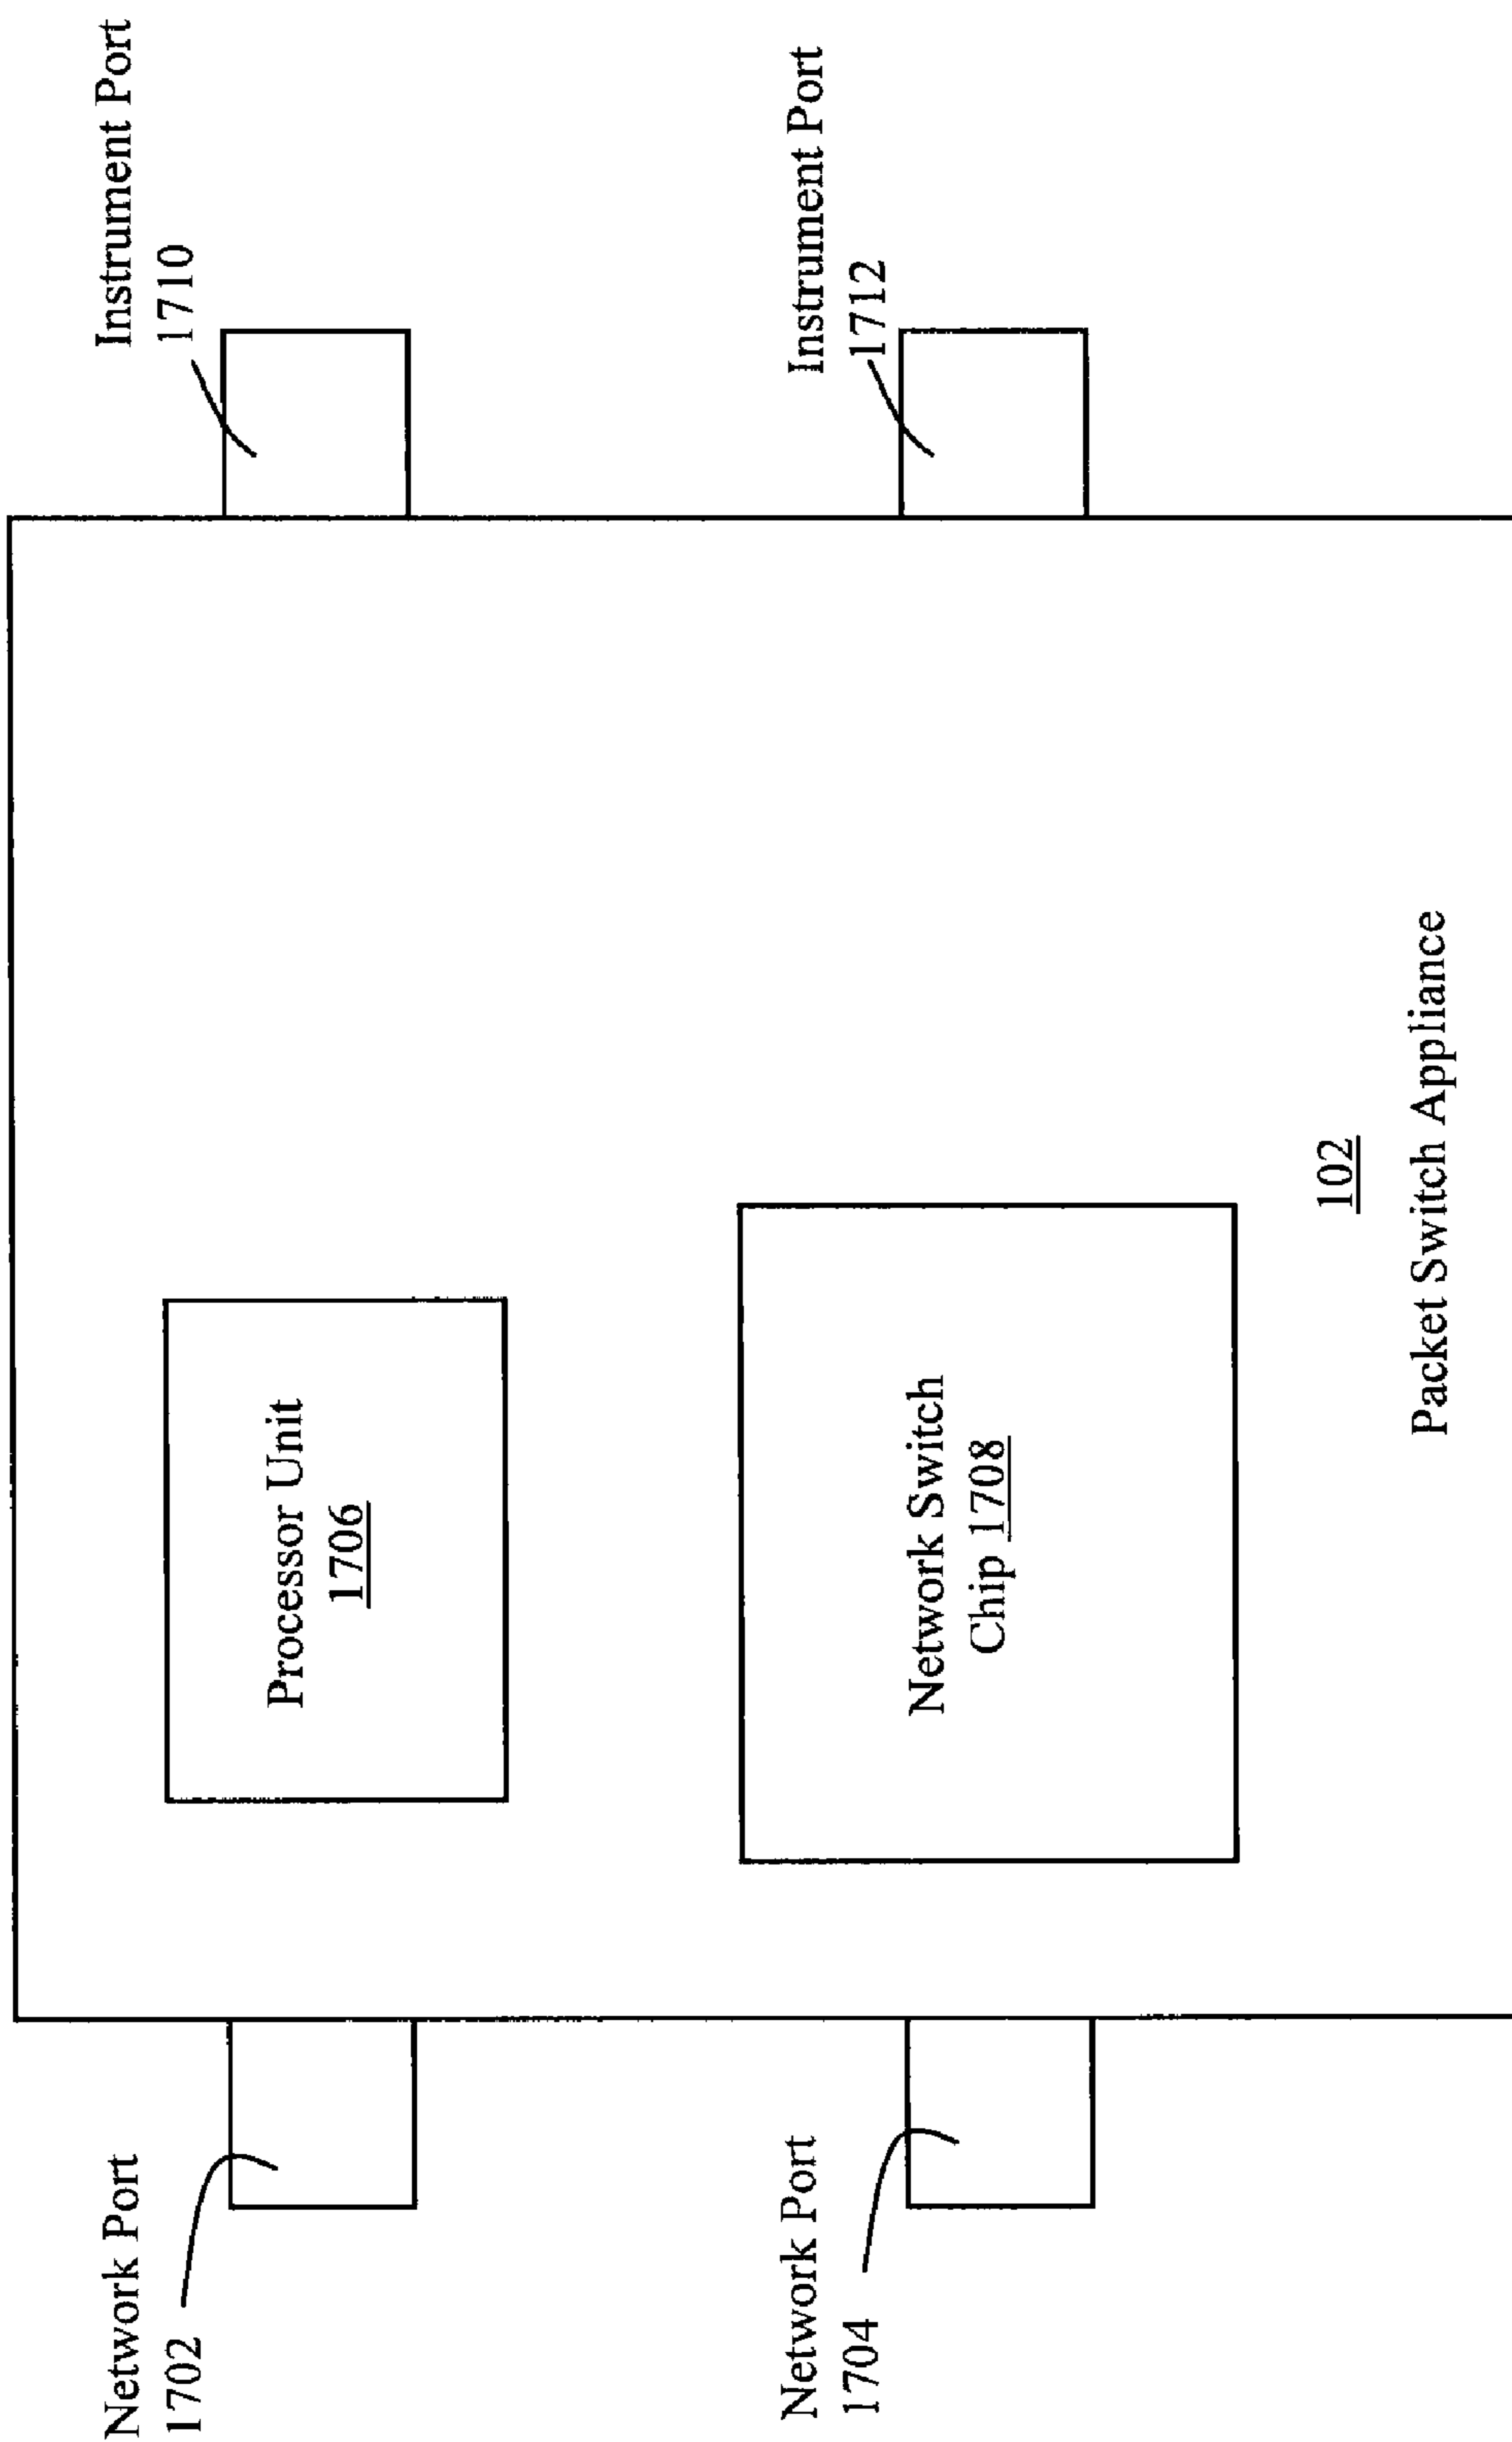 Network Port
1702
Instrument Port
1710
Processor Unit
1706
Network Port
1704
Instrument Port
1712
Network Switch
Chip 1708
102
Packet Switch Appliance